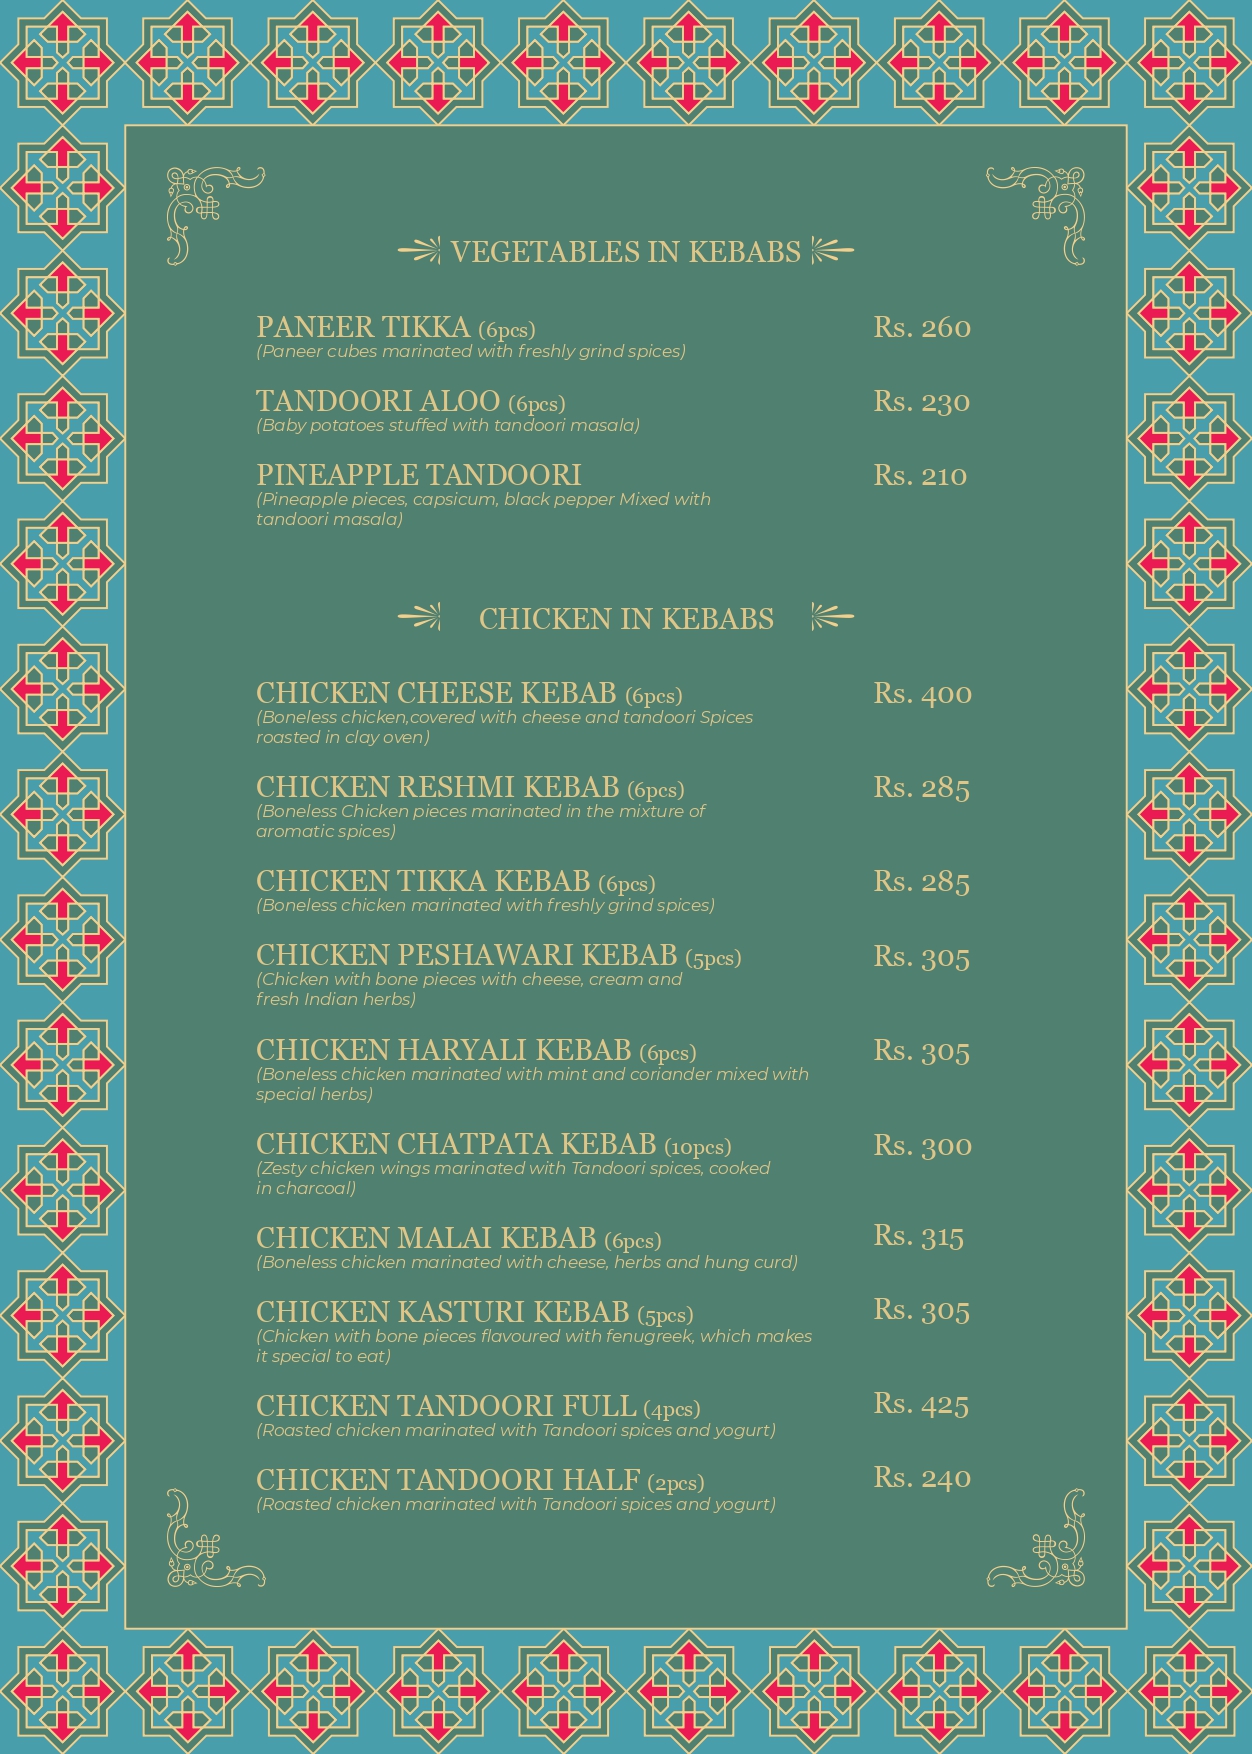 VEGETABLES IN KEBABS
PANEER TIKKA (6pcs) Rs. 260
(Paneer cubes marinated with freshly grind spices)
TANDOORI ALOO (6pcs) Rs. 230
(Baby potatoes stuffed with tandoori masala)
PINEAPPLE TANDOORI Rs. 210
(Pineapple pieces, capsicum, black pepper Mixed with
tandoori masala)
CHICKEN IN KEBABS
CHICKEN CHEESE KEBAB (6pcs) Rs. 400
(Boneless chicken,covered with cheese and tandoori Spices
roasted in clay oven)
CHICKEN RESHMI KEBAB (6pcs) Rs. 285
(Boneless Chicken pieces marinated in the mixture of
aromatic spices)
CHICKEN TIKKA KEBAB (6pcs) Rs. 285
(Boneless chicken marinated with freshly grind spices)
CHICKEN PESHAWARI KEBAB (5pcs) Rs. 305
(Chicken with bone pieces with cheese, cream and
fresh Indian herbs)
CHICKEN HARYALI KEBAB (6pcs) Rs. 305
(Boneless chicken marinated with mint and coriander mixed with
special herbs)
CHICKEN CHATPATA KEBAB (10pcs) Rs. 300
(Zesty chicken wings marinated with Tandoori spices, cooked
in charcoal)
CHICKEN MALAI KEBAB (6pcs) Rs. 315
(Boneless chicken marinated with cheese, herbs and hung curd)
CHICKEN KASTURI KEBAB (5pcs) Rs. 305
(Chicken with bone pieces flavoured with fenugreek, which makes
it special to eat)
CHICKEN TANDOORI FULL (4pcs) Rs. 425
(Roasted chicken marinated with Tandoori spices and yogurt)
CHICKEN TANDOORI HALF (2pcs) Rs. 240
(Roasted chicken marinated with Tandoori spices and yogurt)